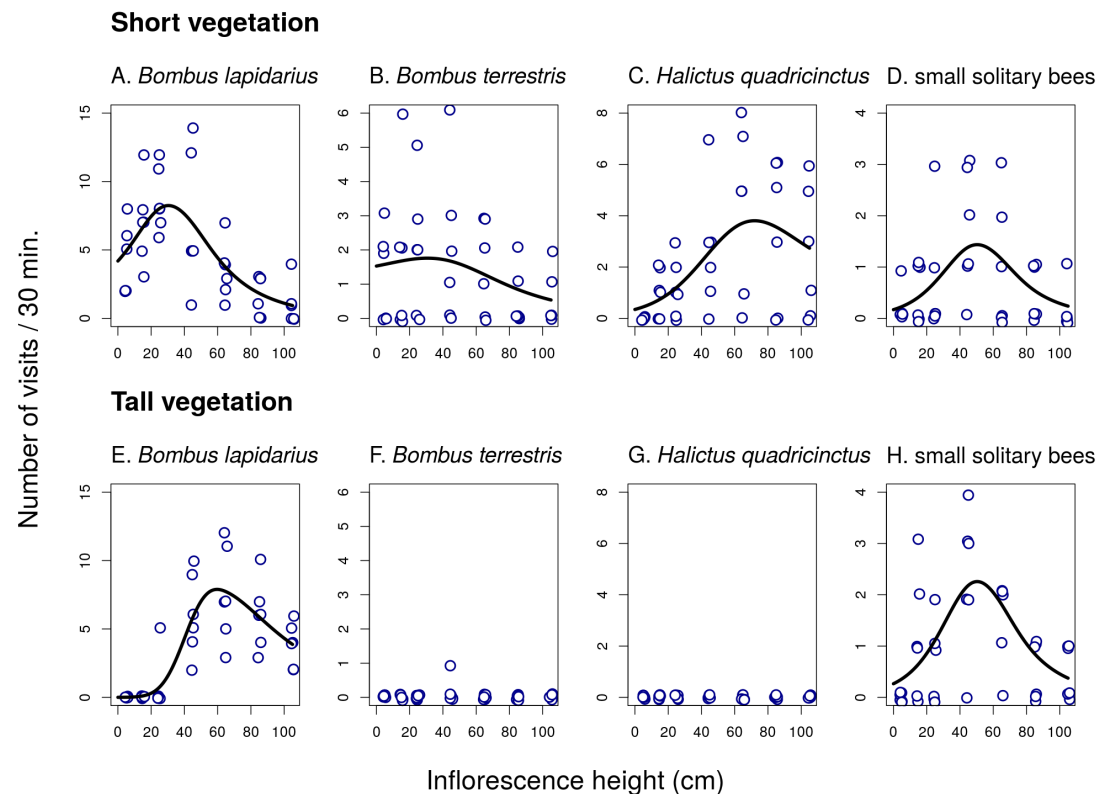 Short vegetation
A. Bombus lapidarius
B. Bombus terrestris
C. Halictus quadricinctus
D. small solitary bees
15
10
5
0
0 20 40 60 80 100
6
5
4
3
2
1
0
0 20 40 60 80 100
8
6
4
2
0
0 20 40 60 80 100
4
3
2
1
0
0 20 40 60 80 100
Number of visits / 30 min.
Tall vegetation
E. Bombus lapidarius
F. Bombus terrestris
G. Halictus quadricinctus
H. small solitary bees
15
10
5
0
0 20 40 60 80 100
6
5
4
3
2
1
0
0 20 40 60 80 100
8
6
4
2
0
0 20 40 60 80 100
4
3
2
1
0
0 20 40 60 80 100
Inflorescence height (cm)